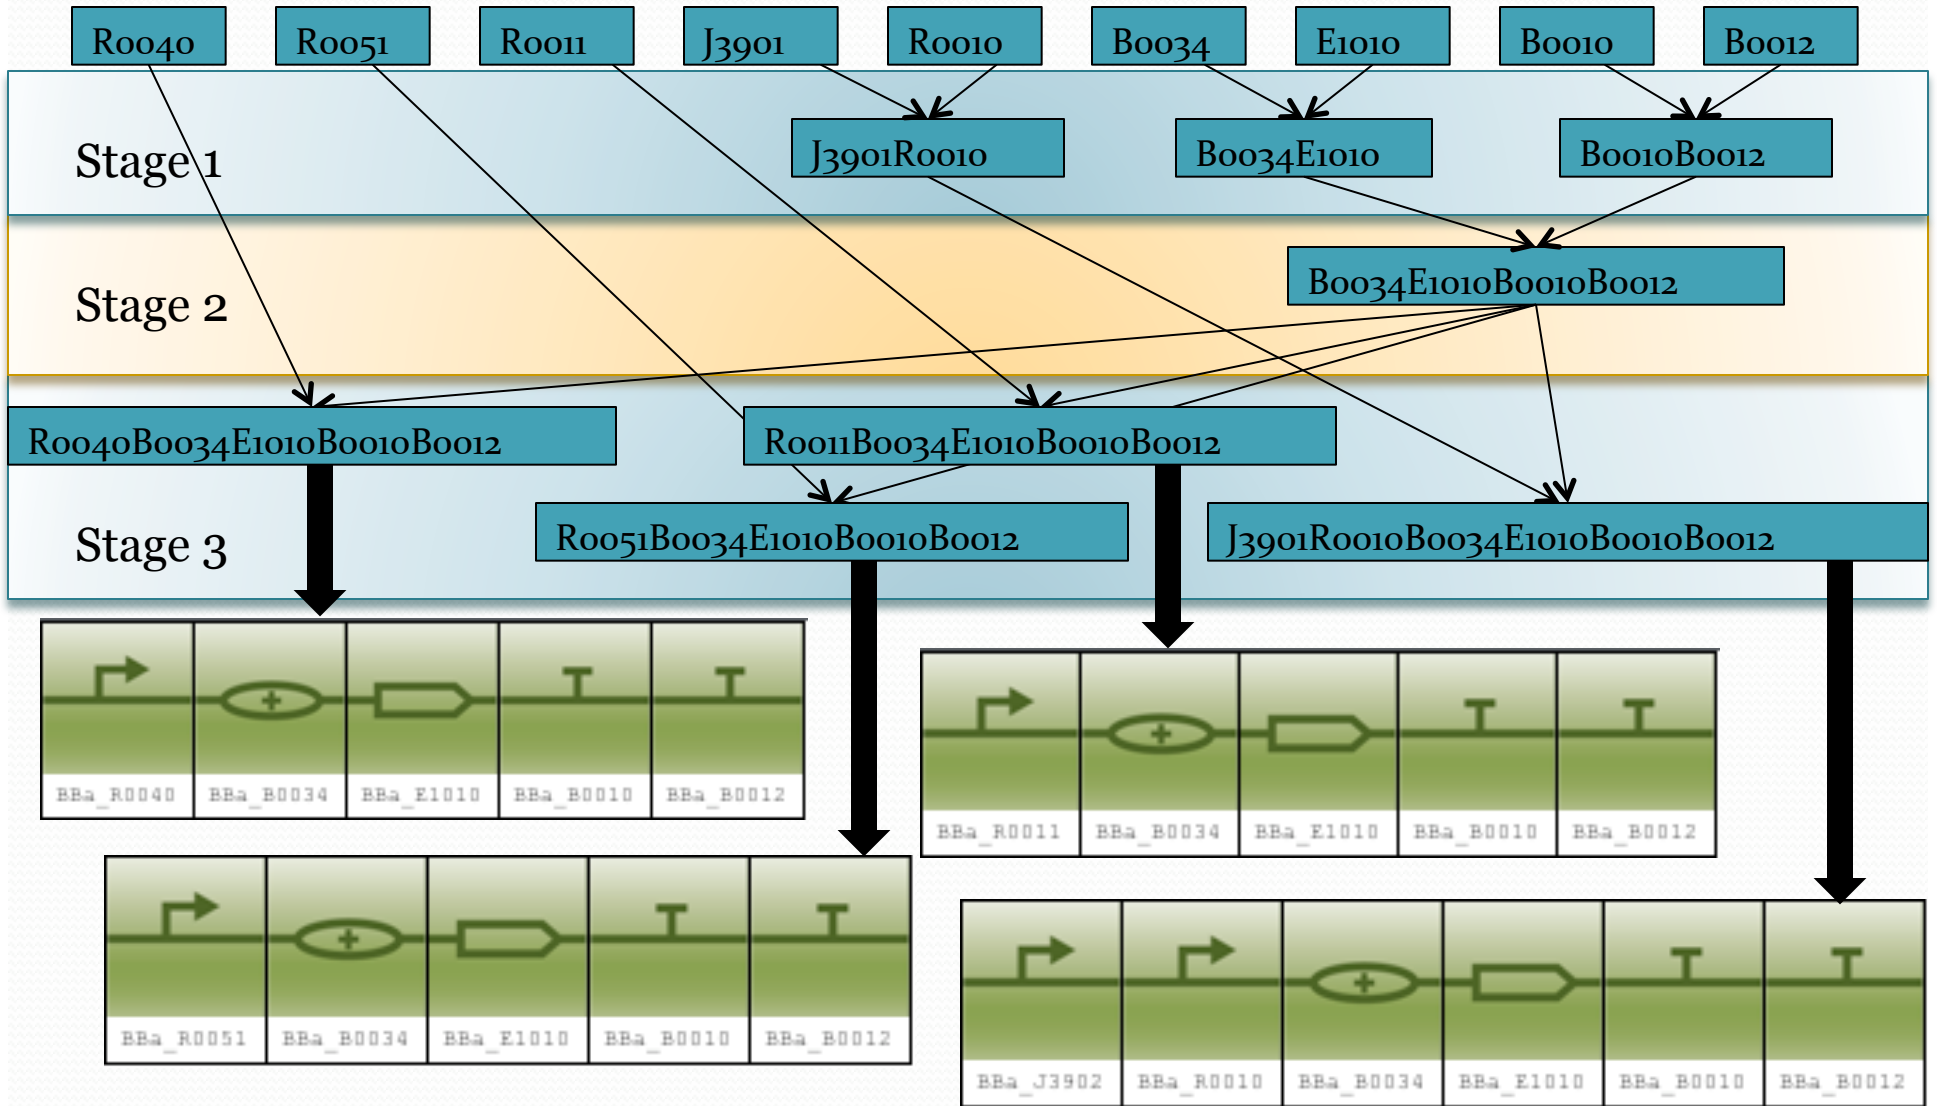 R0040 R0051 R0011 J3901 R0010 B0034 E1010 B0010 B0012
Stage 1
J3901R0010 B0034E1010 B0010B0012
Stage 2
B0034E1010B0010B0012
R0040B0034E1010B0010B0012 R0011B0034E1010B0010B0012
Stage 3
R0051B0034E1010B0010B0012 J3901R0010B0034E1010B0010B0012
BBa_R0040 BBa_B0034 BBa_E1010 BBa_B0010 BBa_B0012
BBa_R0011 BBa_B0034 BBa_E1010 BBa_B0010 BBa_B0012
BBa_R0051 BBa_B0034 BBa_E1010 BBa_B0010 BBa_B0012
BBa_J3902 BBa_R0010 BBa_B0034 BBa_E1010 BBa_B0010 BBa_B0012